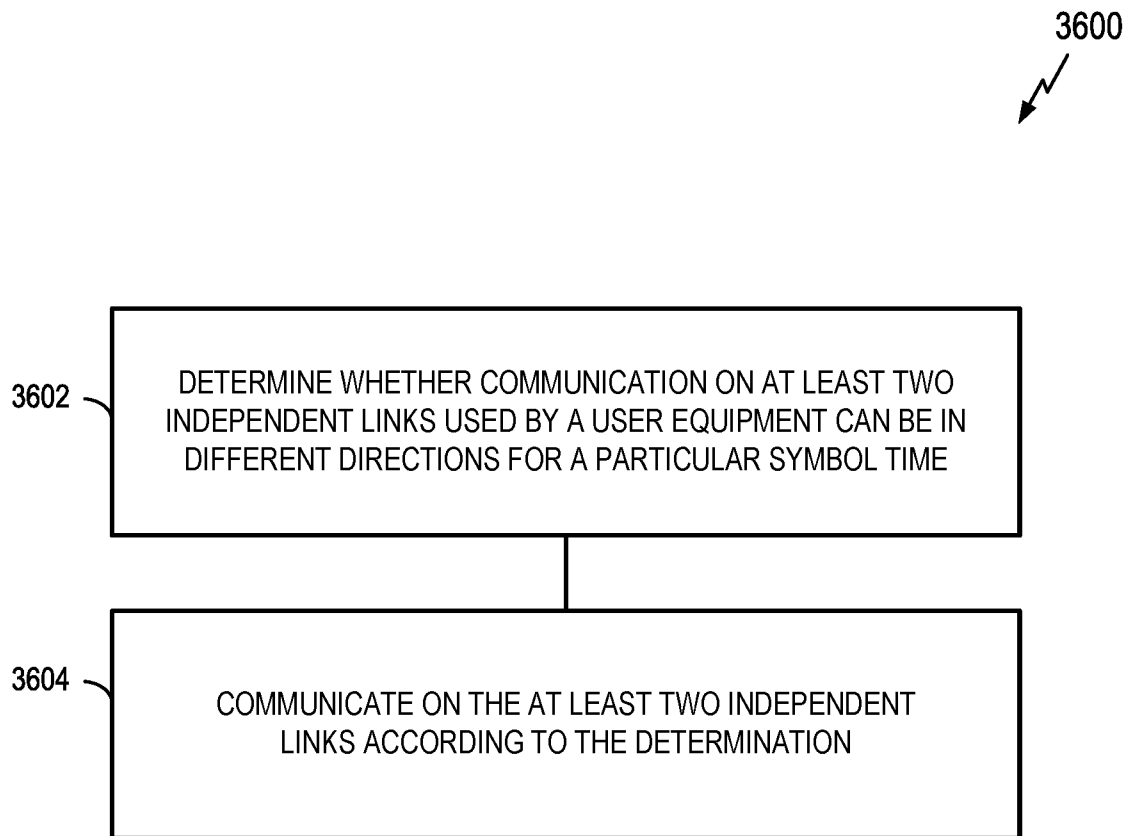 3600
3602
DETERMINE WHETHER COMMUNICATION ON AT LEAST TWO
INDEPENDENT LINKS USED BY A USER EQUIPMENT CAN BE IN
DIFFERENT DIRECTIONS FOR A PARTICULAR SYMBOL TIME
3604
COMMUNICATE ON THE AT LEAST TWO INDEPENDENT
LINKS ACCORDING TO THE DETERMINATION